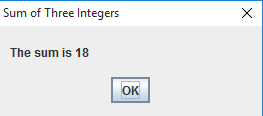 Sum of Three Integers
The sum is 18
OK